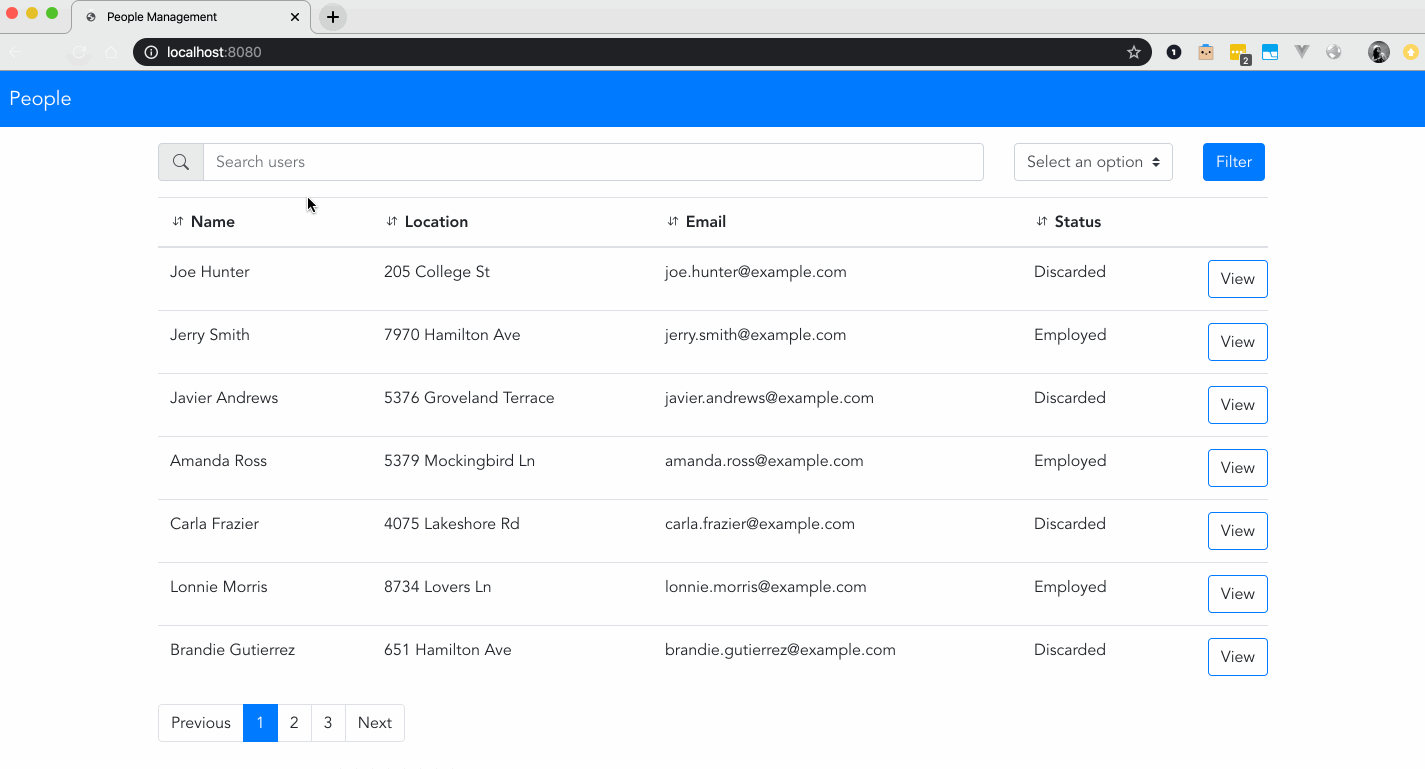 People Management
localhost:8080
1
2
People
Search users
Select an option
Filter
Name Location Email Status
Joe Hunter 205 College St joe.hunter@example.com Discarded View
Jerry Smith 7970 Hamilton Ave jerry.smith@example.com Employed View
Javier Andrews 5376 Groveland Terrace javier.andrews@example.com Discarded View
Amanda Ross 5379 Mockingbird Ln amanda.ross@example.com Employed View
Carla Frazier 4075 Lakeshore Rd carla.frazier@example.com Discarded View
Lonnie Morris 8734 Lovers Ln lonnie.morris@example.com Employed View
Brandie Gutierrez 651 Hamilton Ave brandie.gutierrez@example.com Discarded View
Previous 1 2 3 Next